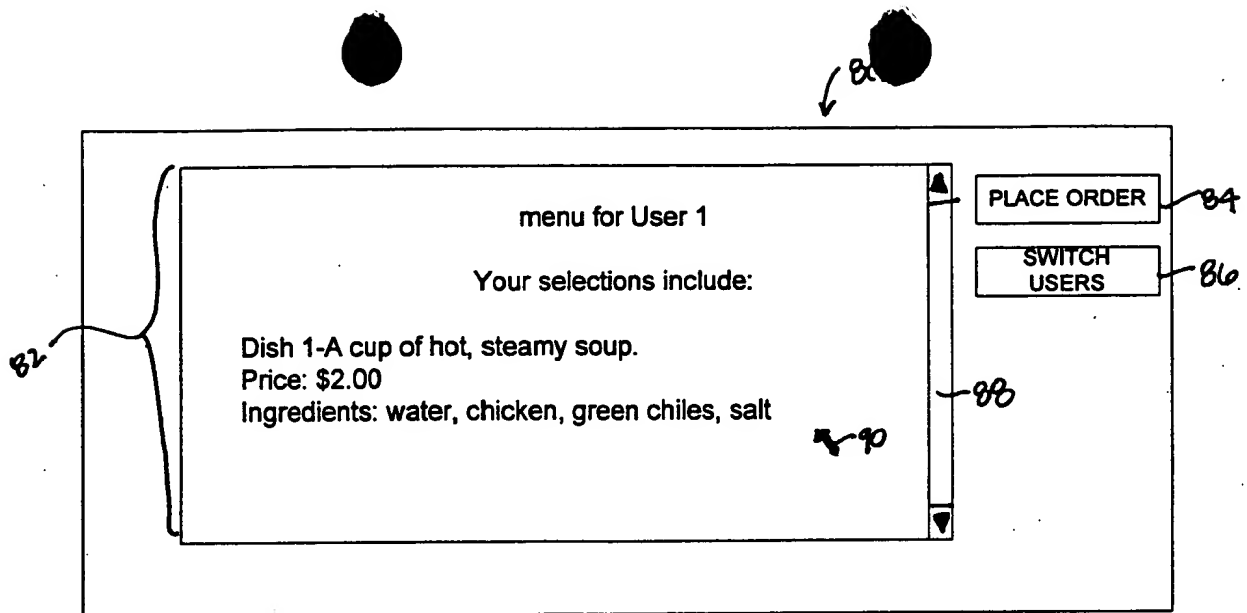 menu for User 1
Your selections include:
Dish 1-A cup of hot, steamy soup.
Price: $2.00
Ingredients: water, chicken, green chiles, salt
PLACE ORDER
SWITCH
USERS
82
84
86
88
90